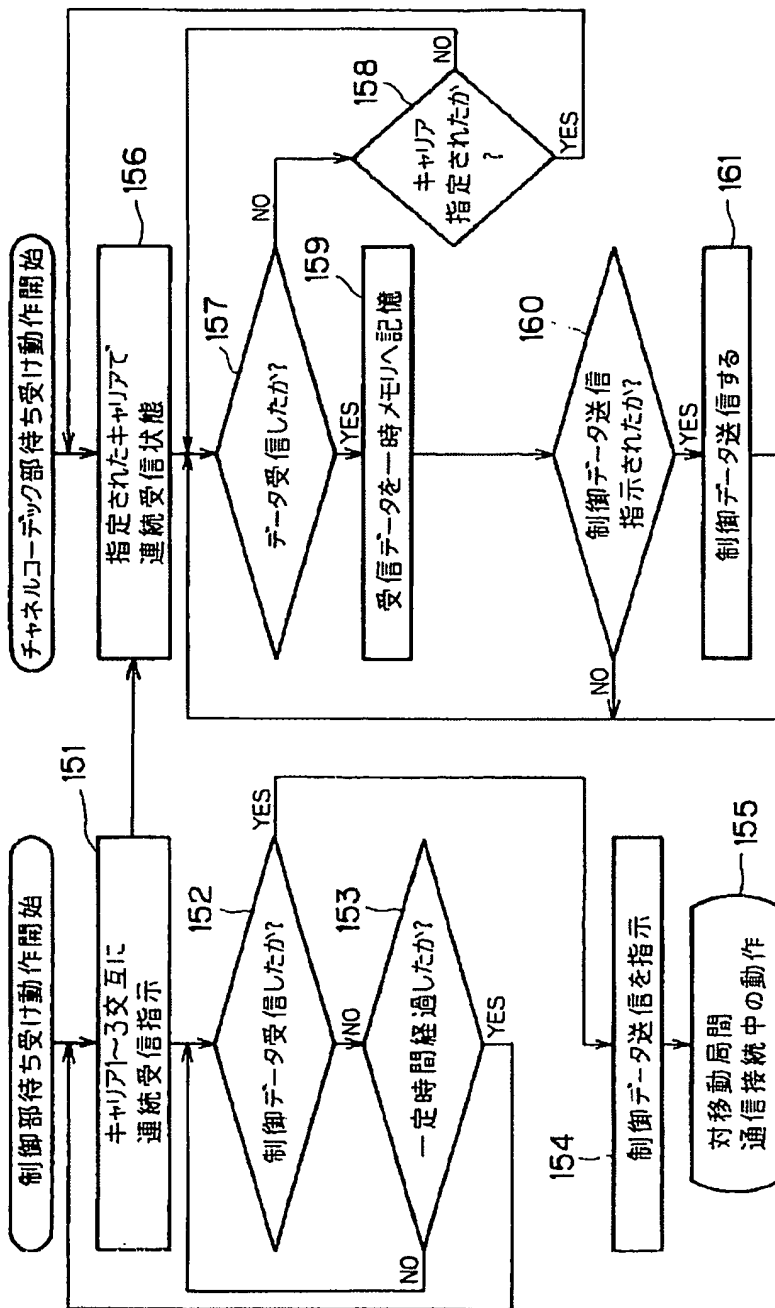 制御部待ち受け動作開始
151
キャリア1~3交互に
連続受信指示
152
制御データ受信したか?
YES
NO
153
一定時間経過したか?
NO
YES
154
制御データ送信を指示
155
対移動局間
通信接続中の動作
チャネルコーデック部待ち受け動作開始
156
指定されたキャリアで
連続受信状態
157
データ受信したか?
NO
YES
158
キャリア
指定されたか
?
NO
YES
159
受信データを一時メモリへ記憶
160
制御データ送信
指示されたか?
NO
YES
161
制御データ送信する